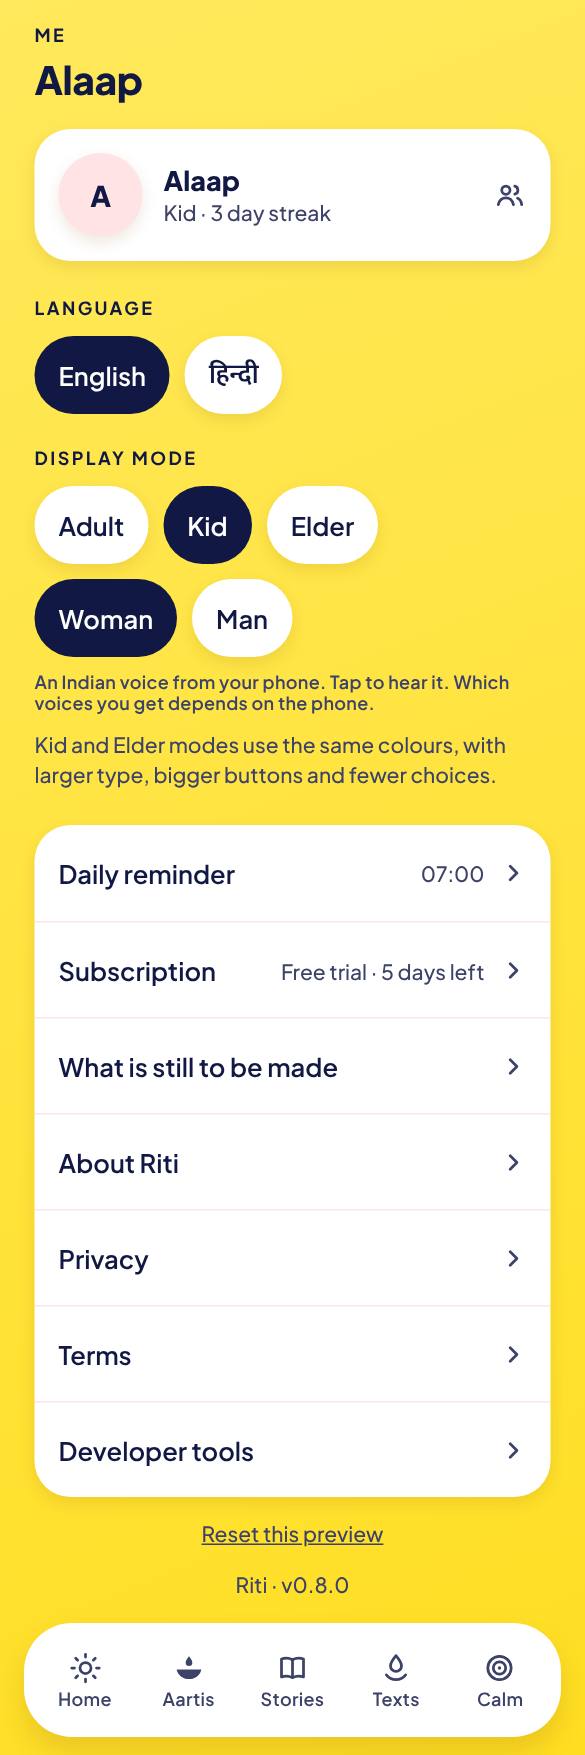 ME
Alaap
A
Alaap
Kid · 3 day streak
LANGUAGE
English
हिन्दी
DISPLAY MODE
Adult
Kid
Elder
Woman
Man
An Indian voice from your phone. Tap to hear it. Which
voices you get depends on the phone.
Kid and Elder modes use the same colours, with
larger type, bigger buttons and fewer choices.
Daily reminder 07:00
Subscription Free trial · 5 days left
What is still to be made
About Riti
Privacy
Terms
Developer tools
Reset this preview
Riti · v0.8.0
Home
Aartis
Stories
Texts
Calm